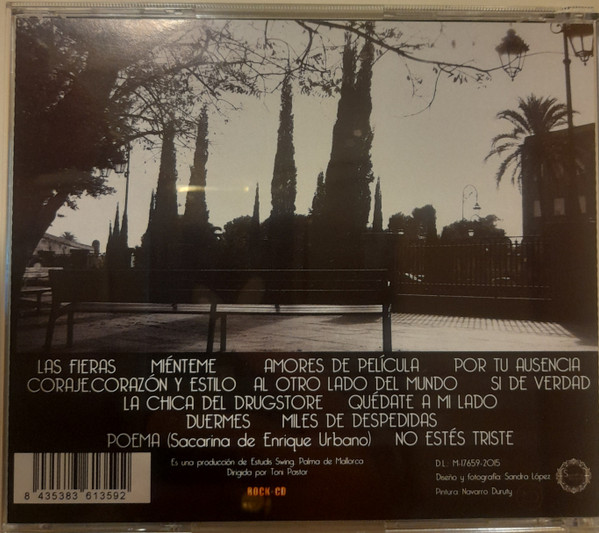 LAS FIERAS MIÉNTEME AMORES DE PELÍCULA POR TU AUSENCIA
CORAJE.CORAZÓN Y ESTILO AL OTRO LADO DEL MUNDO SI DE VERDAD
LA CHICA DEL DRUGSTORE QUÉDATE A MI LADO
DUERMES MILES DE DESPEDIDAS
POEMA (Sacarina de Enrique Urbano) NO ESTÉS TRISTE
Es una producción de Estudis Swing. Palma de Mallorca
Dirigida por Toni Pastor
ROCK-CD
D.L: M-17659-2015
Diseño y fotografía: Sandra López
Pintura Navarro Duruty
8 435383 613592